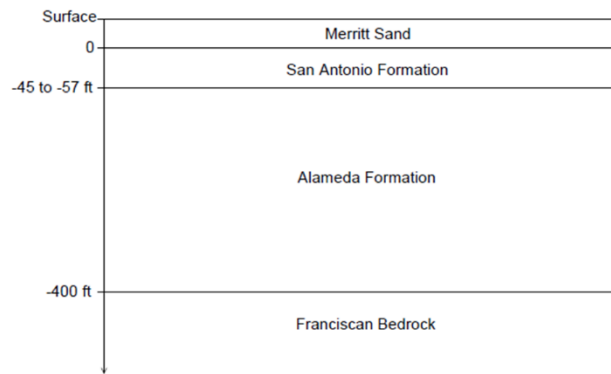 Surface
Merritt Sand
0
San Antonio Formation
-45 to -57 ft
Alameda Formation
-400 ft
Franciscan Bedrock